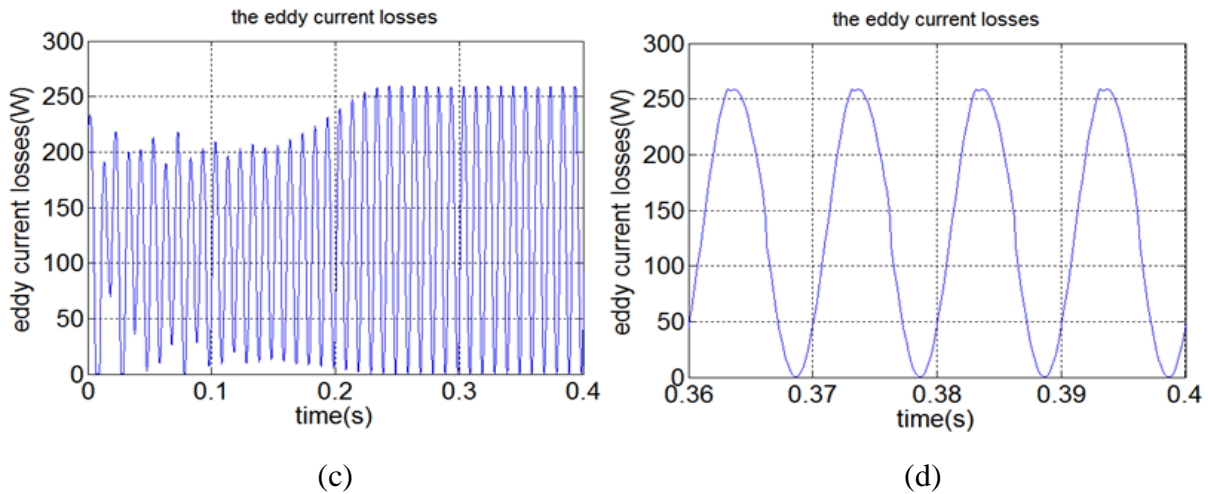 the eddy current losses
eddy current losses(W)
300
250
200
150
100
50
0
0 0.1 0.2 0.3 0.4
time(s)
(c)
the eddy current losses
eddy current losses(W)
300
250
200
150
100
50
0
0.36 0.37 0.38 0.39 0.4
time(s)
(d)